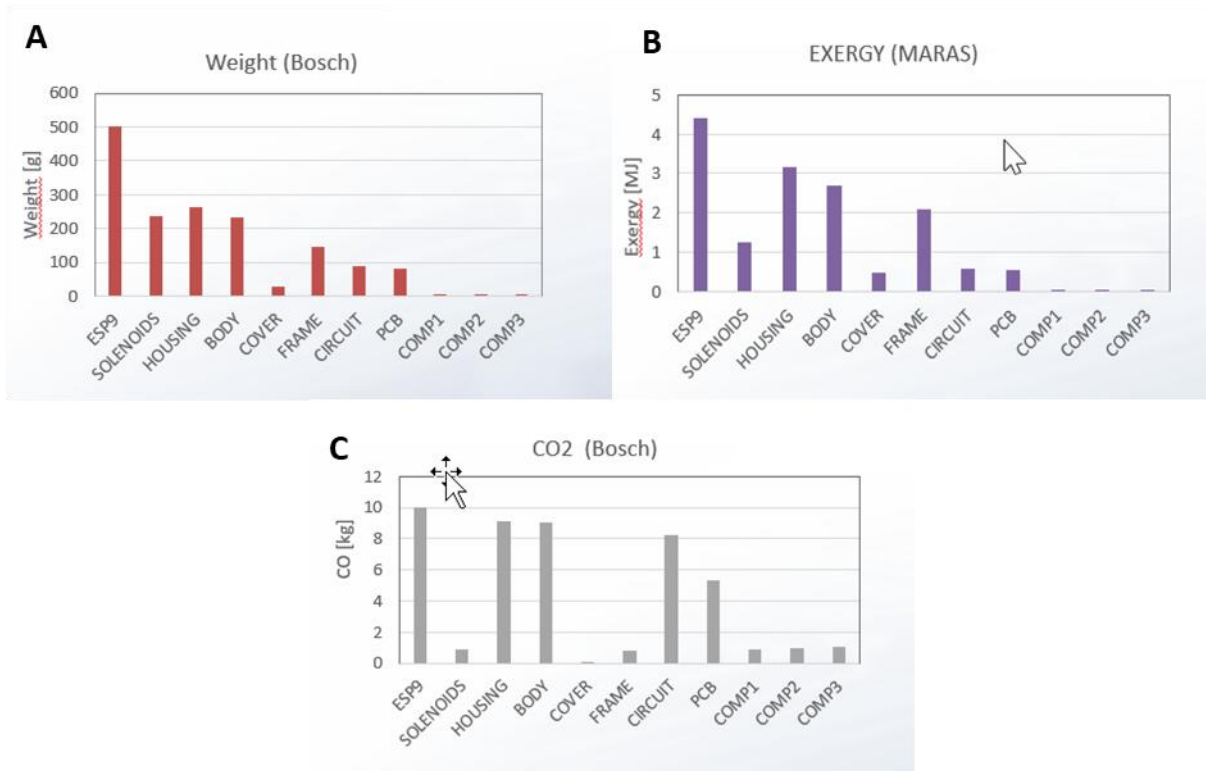 A
Weight (Bosch)
Weight [g]
600
500
400
300
200
100
0
ESP9
SOLENOIDS
HOUSING
BODY
COVER
FRAME
CIRCUIT
PCB
COMP1
COMP2
COMP3
B
EXERGY (MARAS)
Exergy [MJ]
5
4
3
2
1
0
ESP9
SOLENOIDS
HOUSING
BODY
COVER
FRAME
CIRCUIT
PCB
COMP1
COMP2
COMP3
C
CO2 (Bosch)
CO [kg]
12
10
8
6
4
2
0
ESP9
SOLENOIDS
HOUSING
BODY
COVER
FRAME
CIRCUIT
PCB
COMP1
COMP2
COMP3